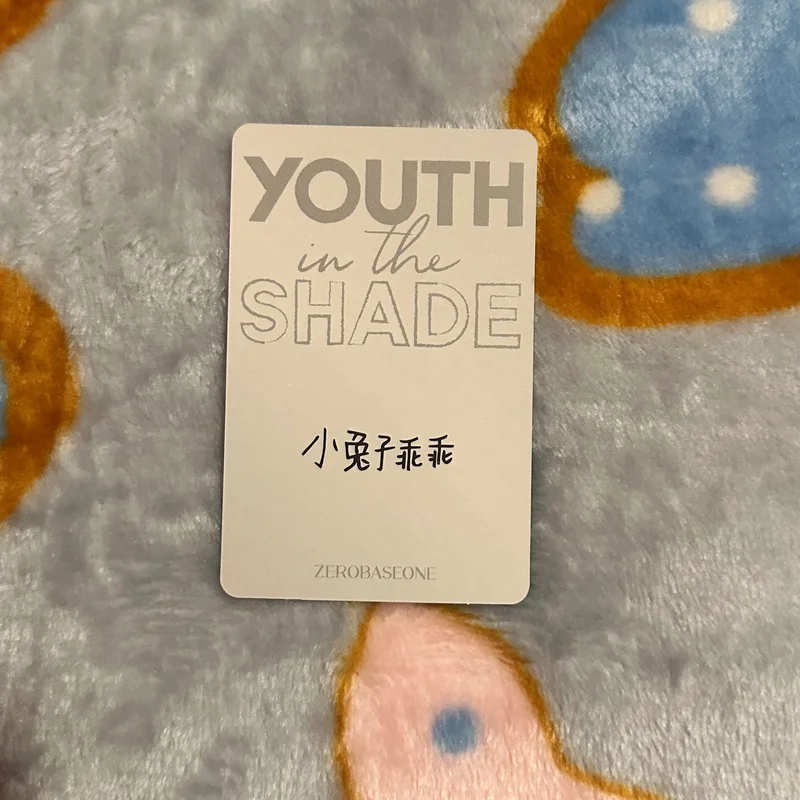 YOUTH
in the
SHADE
小兔子乖乖
ZEROBASEONE